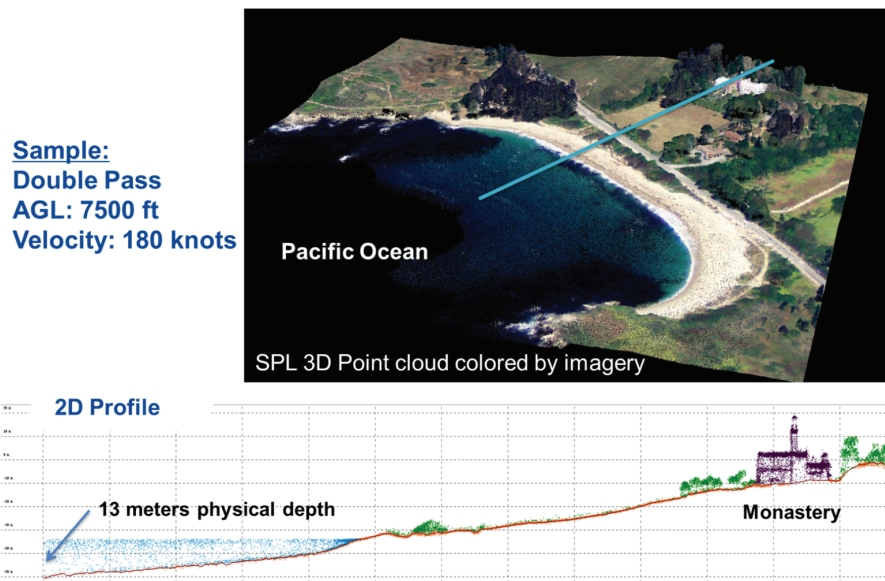 Sample:
Double Pass
AGL: 7500 ft
Velocity: 180 knots
Pacific Ocean
SPL 3D Point cloud colored by imagery
2D Profile
13 meters physical depth
Monastery